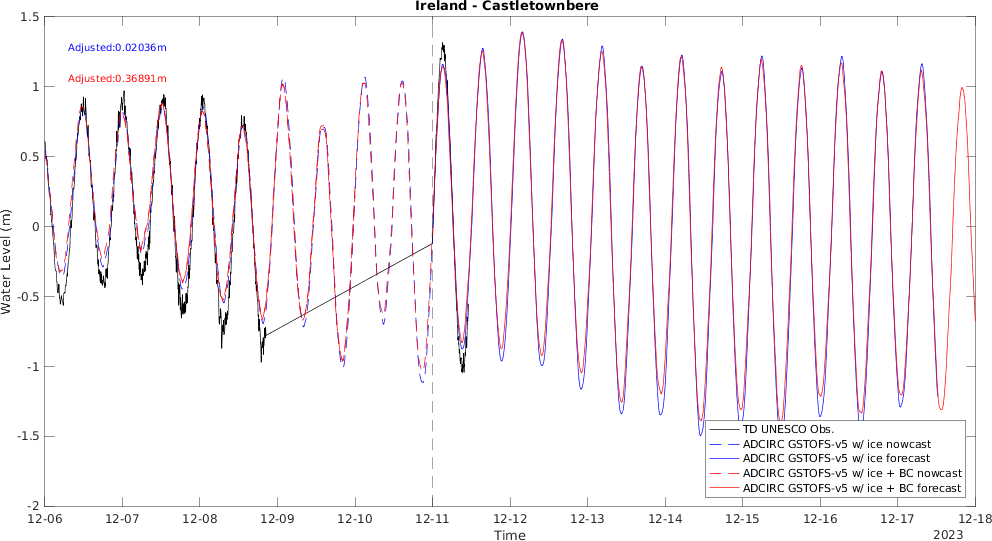 Ireland - Castletownbere
Adjusted:0.02036m
Adjusted:0.36891m
Water Level (m)
1.5
1
0.5
0
-0.5
-1
-1.5
-2
TD UNESCO Obs.
ADCIRC GSTOFS-v5 w/ ice nowcast
ADCIRC GSTOFS-v5 w/ ice forecast
ADCIRC GSTOFS-v5 w/ ice + BC nowcast
ADCIRC GSTOFS-v5 w/ ice + BC forecast
12-06 12-07 12-08 12-09 12-10 12-11 12-12 12-13 12-14 12-15 12-16 12-17 12-18
Time
2023